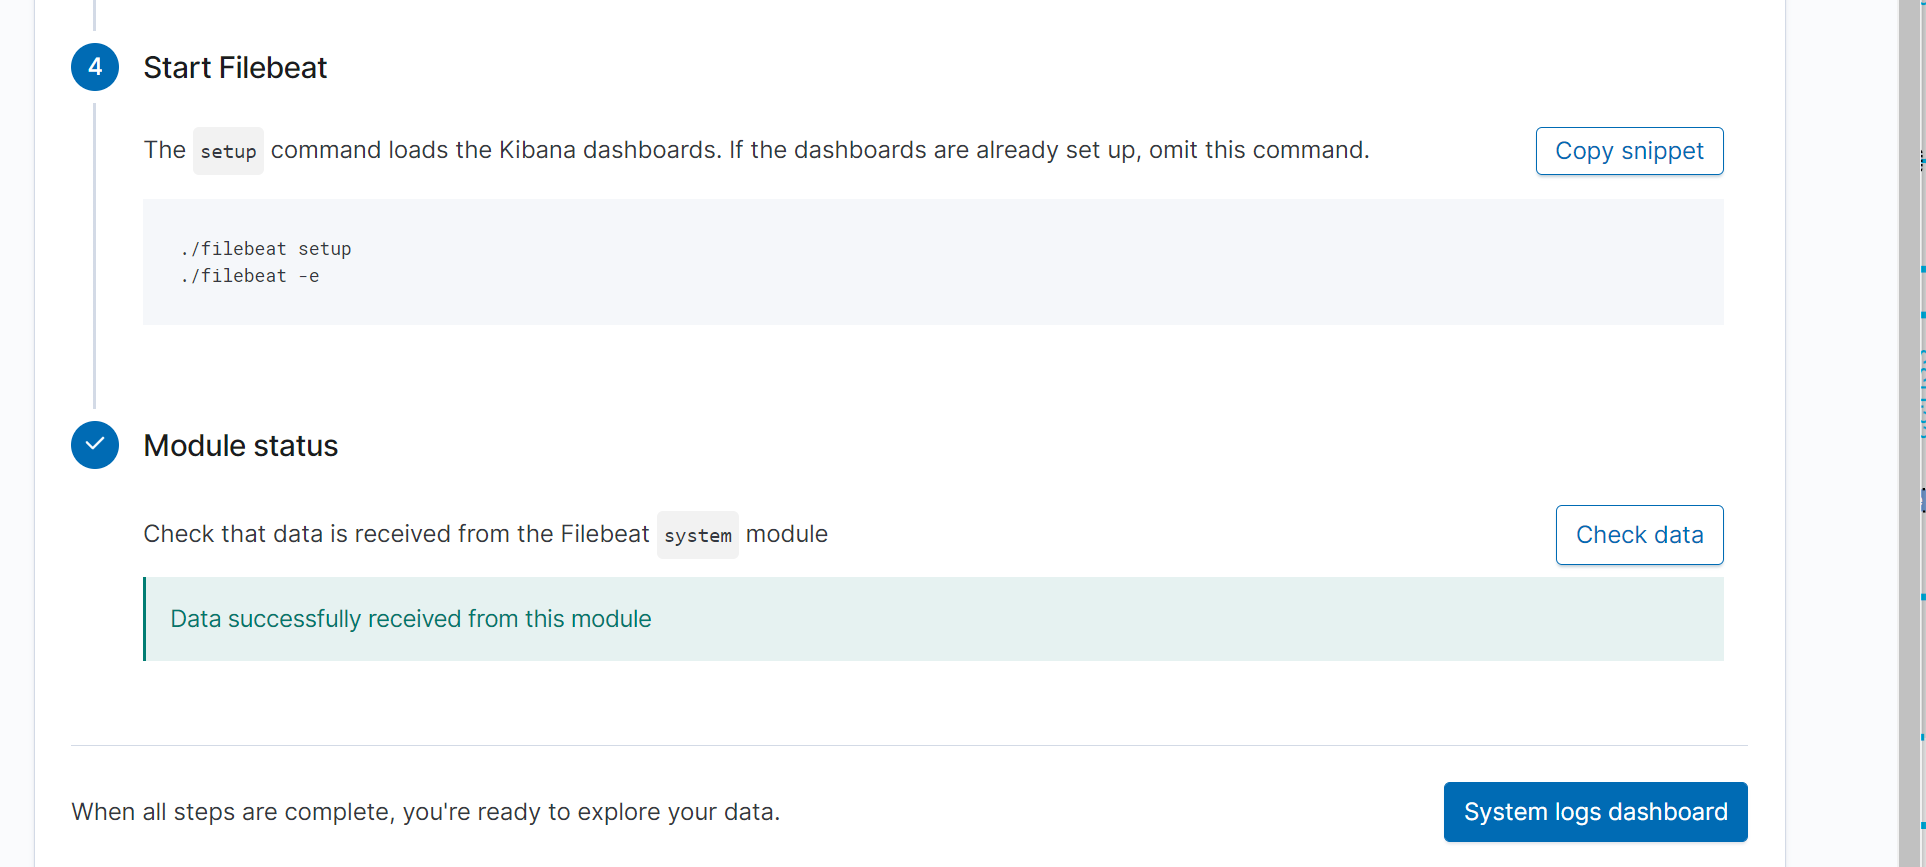 4 Start Filebeat
The setup command loads the Kibana dashboards. If the dashboards are already set up, omit this command.
Copy snippet
./filebeat setup
./filebeat -e
Module status
Check that data is received from the Filebeat system module
Check data
Data successfully received from this module
When all steps are complete, you're ready to explore your data.
System logs dashboard